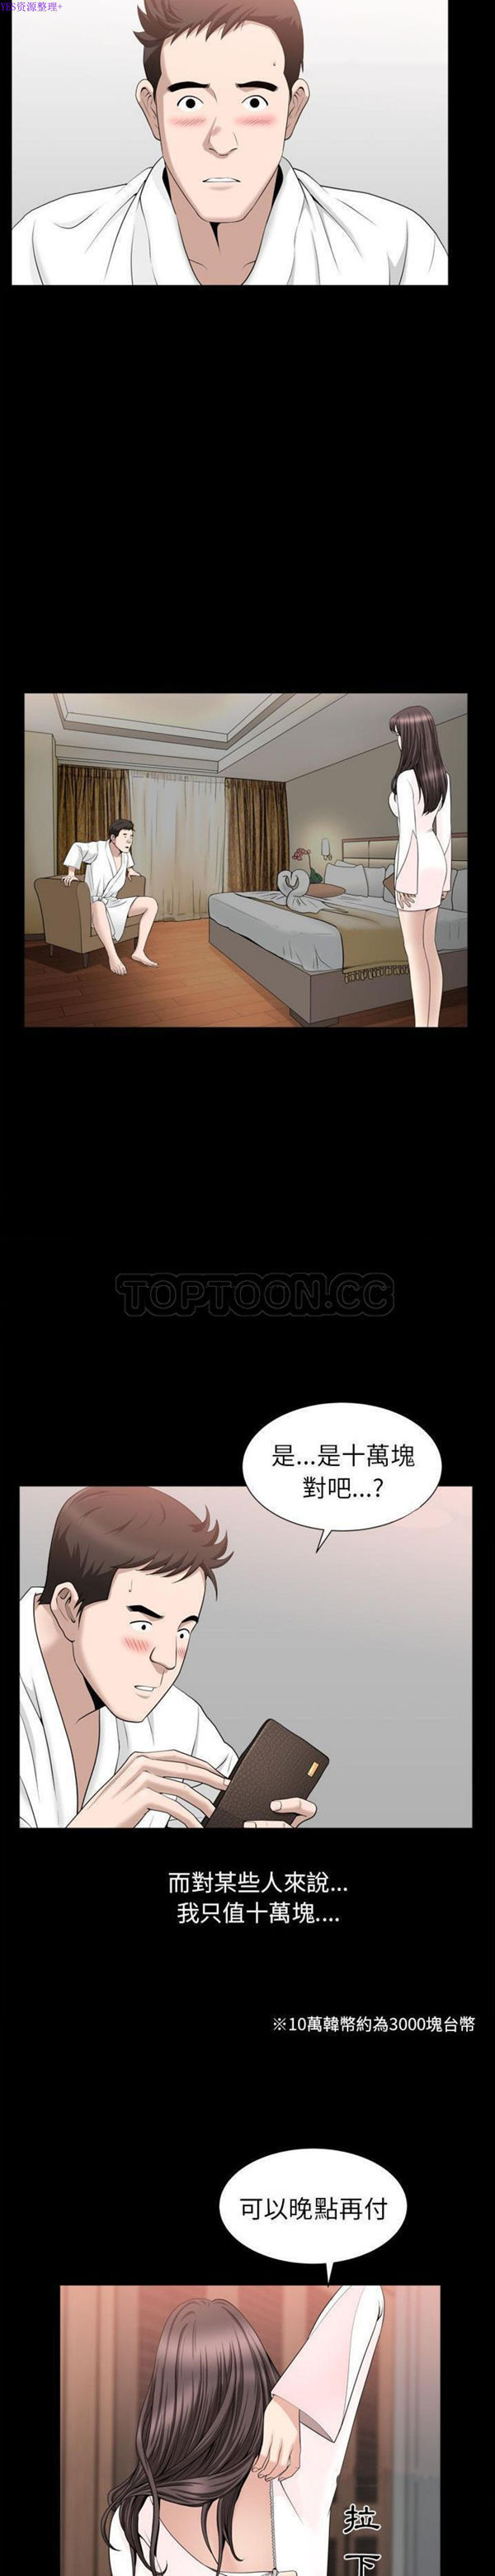 YES资源整理+
TOPTOON.CC
是...是十萬塊
對吧...?
而對某些人來說...
我只值十萬塊....
※10萬韓幣約為3000塊台幣
可以晚點再付
拉
下